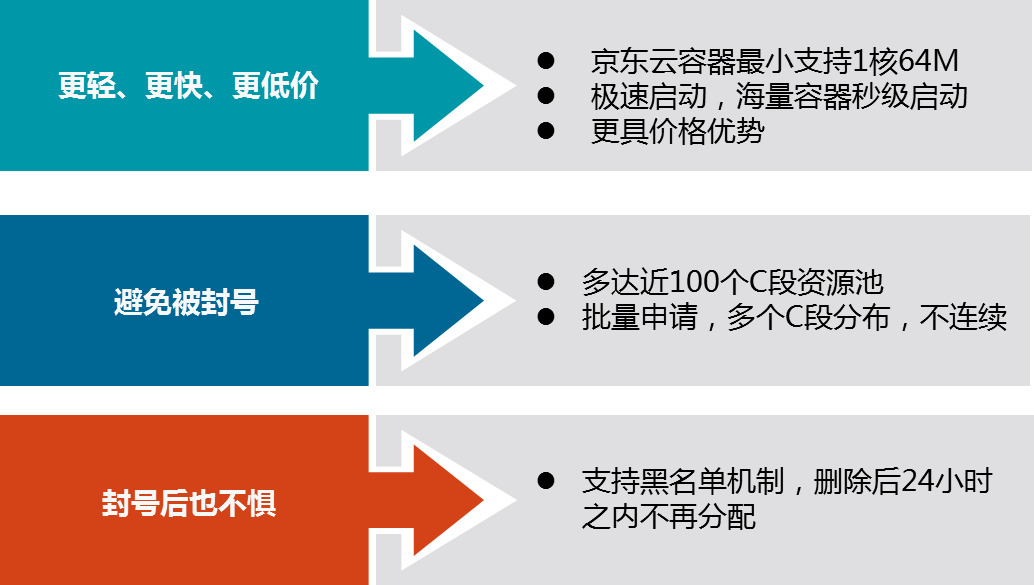 更轻、更快、更低价
● 京东云容器最小支持1核64M
● 极速启动，海量容器秒级启动
● 更具价格优势
避免被封号
● 多达近100个C段资源池
● 批量申请，多个C段分布，不连续
封号后也不惧
● 支持黑名单机制，删除后24小时
之内不再分配